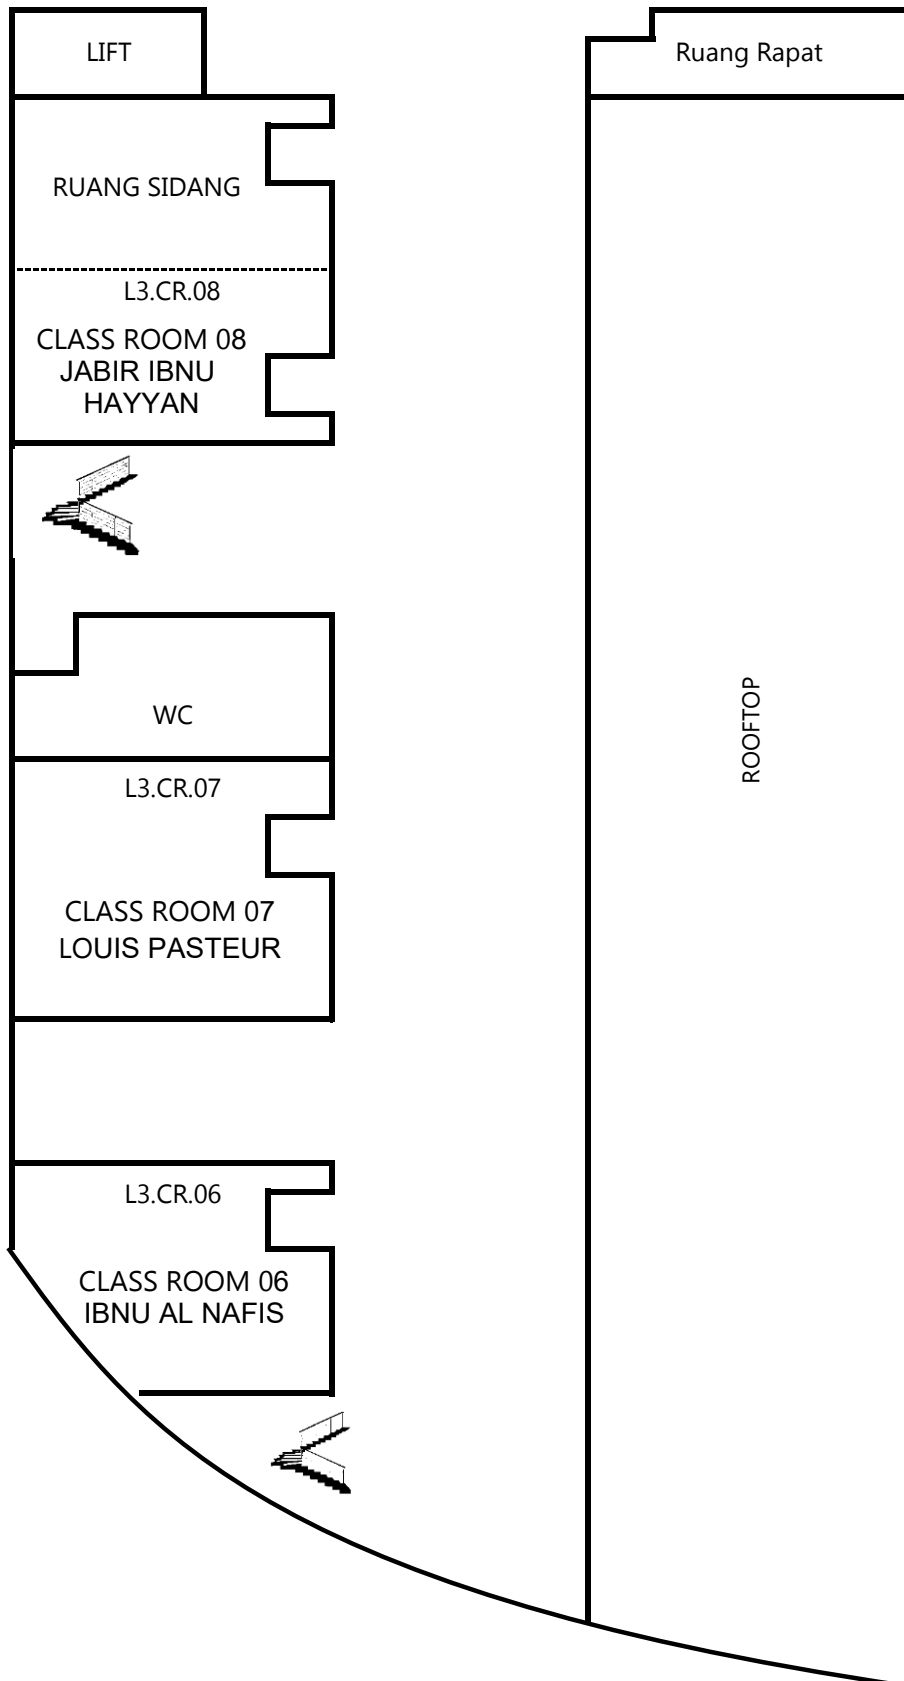 LIFT
Ruang Rapat
RUANG SIDANG
L3.CR.08
CLASS ROOM 08
JABIR IBNU
HAYYAN
WC
ROOFTOP
L3.CR.07
CLASS ROOM 07
LOUIS PASTEUR
L3.CR.06
CLASS ROOM 06
IBNU AL NAFIS